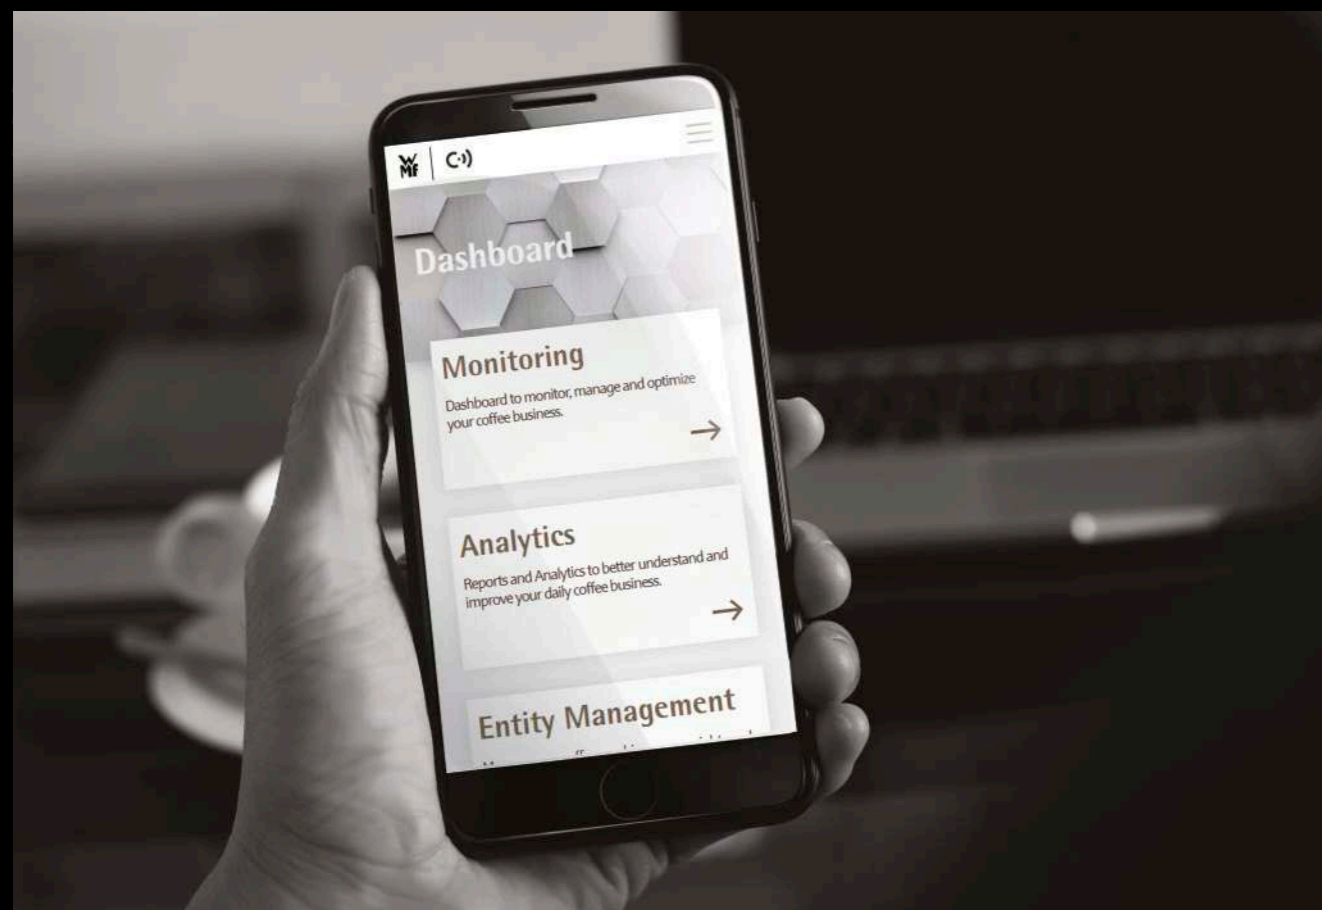 WMF
Dashboard
Monitoring
Dashboard to monitor, manage and optimize
your coffee business.
Analytics
Reports and Analytics to better understand and
improve your daily coffee business.
Entity Management